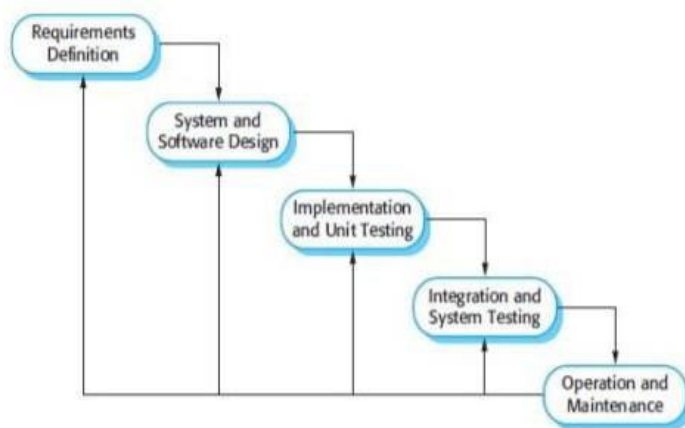 Requirements
Definition
System and
Software Design
Implementation
and Unit Testing
Integration and
System Testing
Operation and
Maintenance